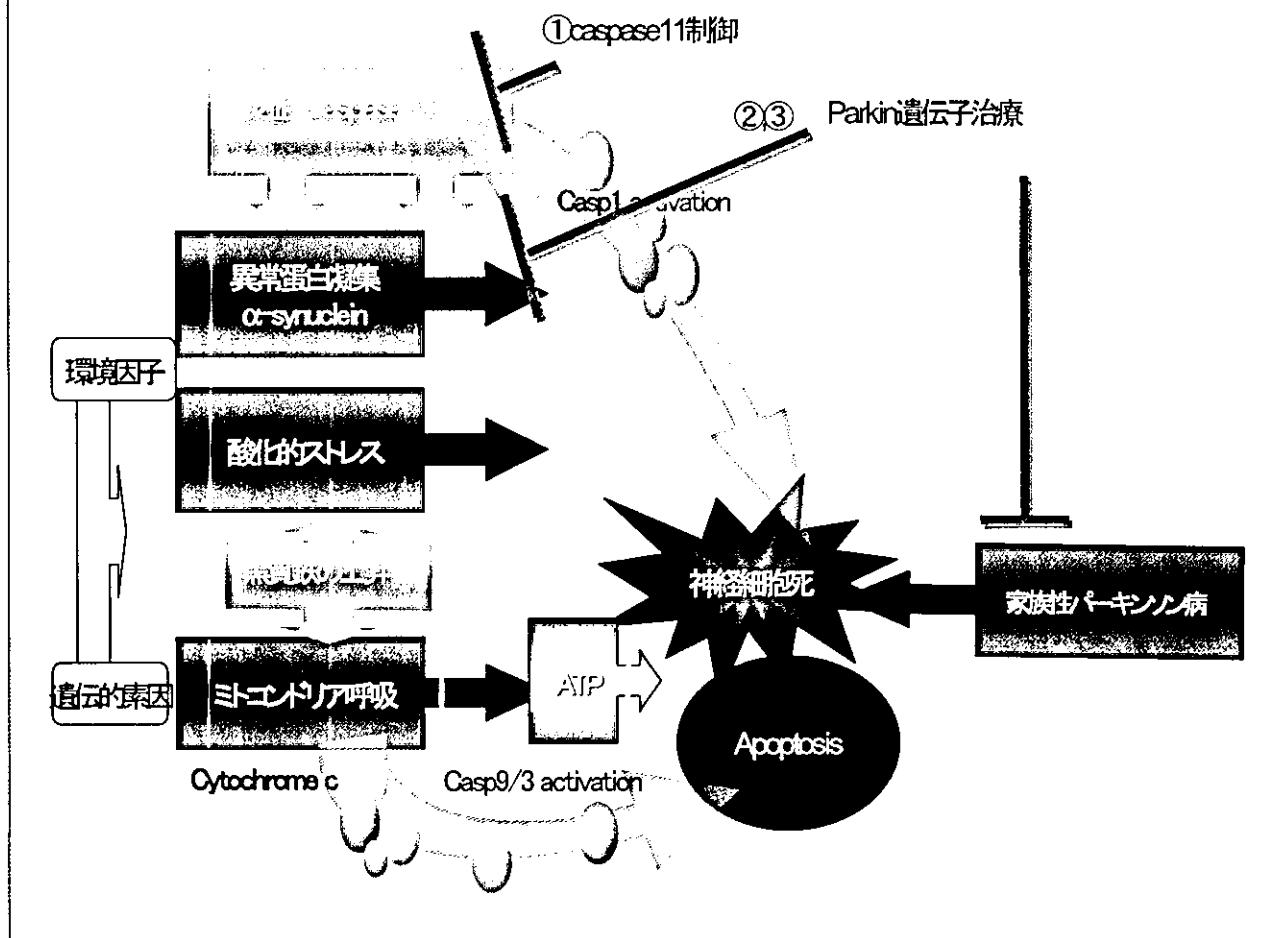 ①caspase11制御
②,③ Parkin遺伝子治療
Casp1 activation
異常蛋白凝集
α-synuclein
環境因子
酸化的ストレス
神経細胞死
家族性パーキンソン病
遺伝的素因
ミトコンドリア呼吸
ATP
Apoptosis
Cytochrome c
Casp9/3 activation